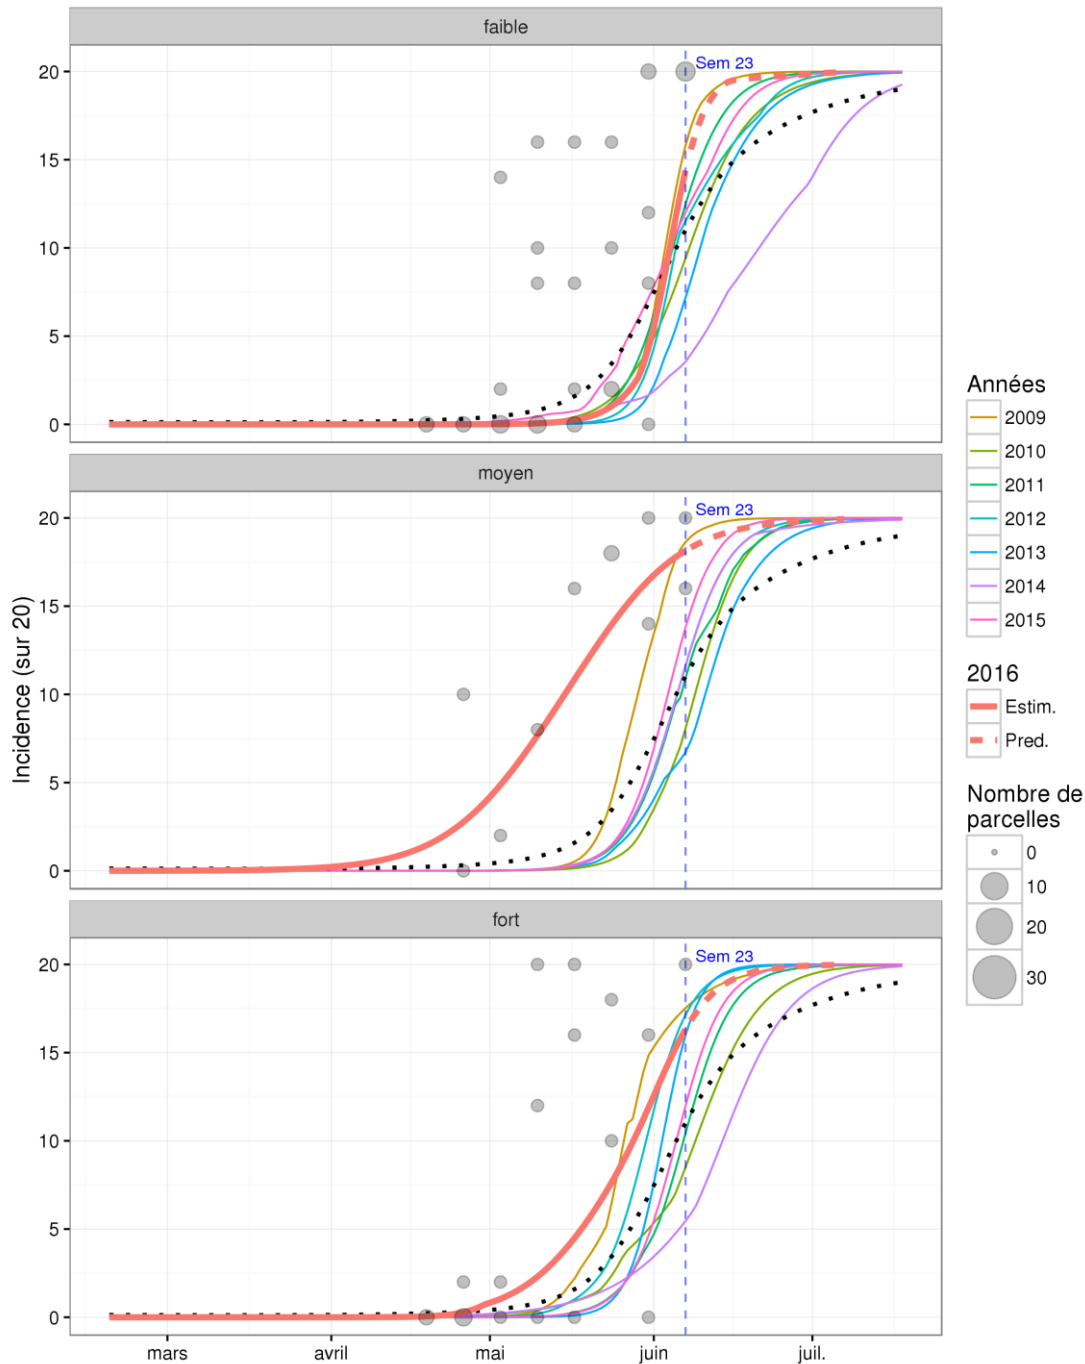 faible
Sem 23
20
15
10
5
0
moyen
Sem 23
20
15
10
5
0
Incidence (sur 20)
fort
Sem 23
20
15
10
5
0
mars
avril
mai
juin
juil.
Années
2009
2010
2011
2012
2013
2014
2015
2016
Estim.
Pred.
Nombre de
parcelles
0
10
20
30